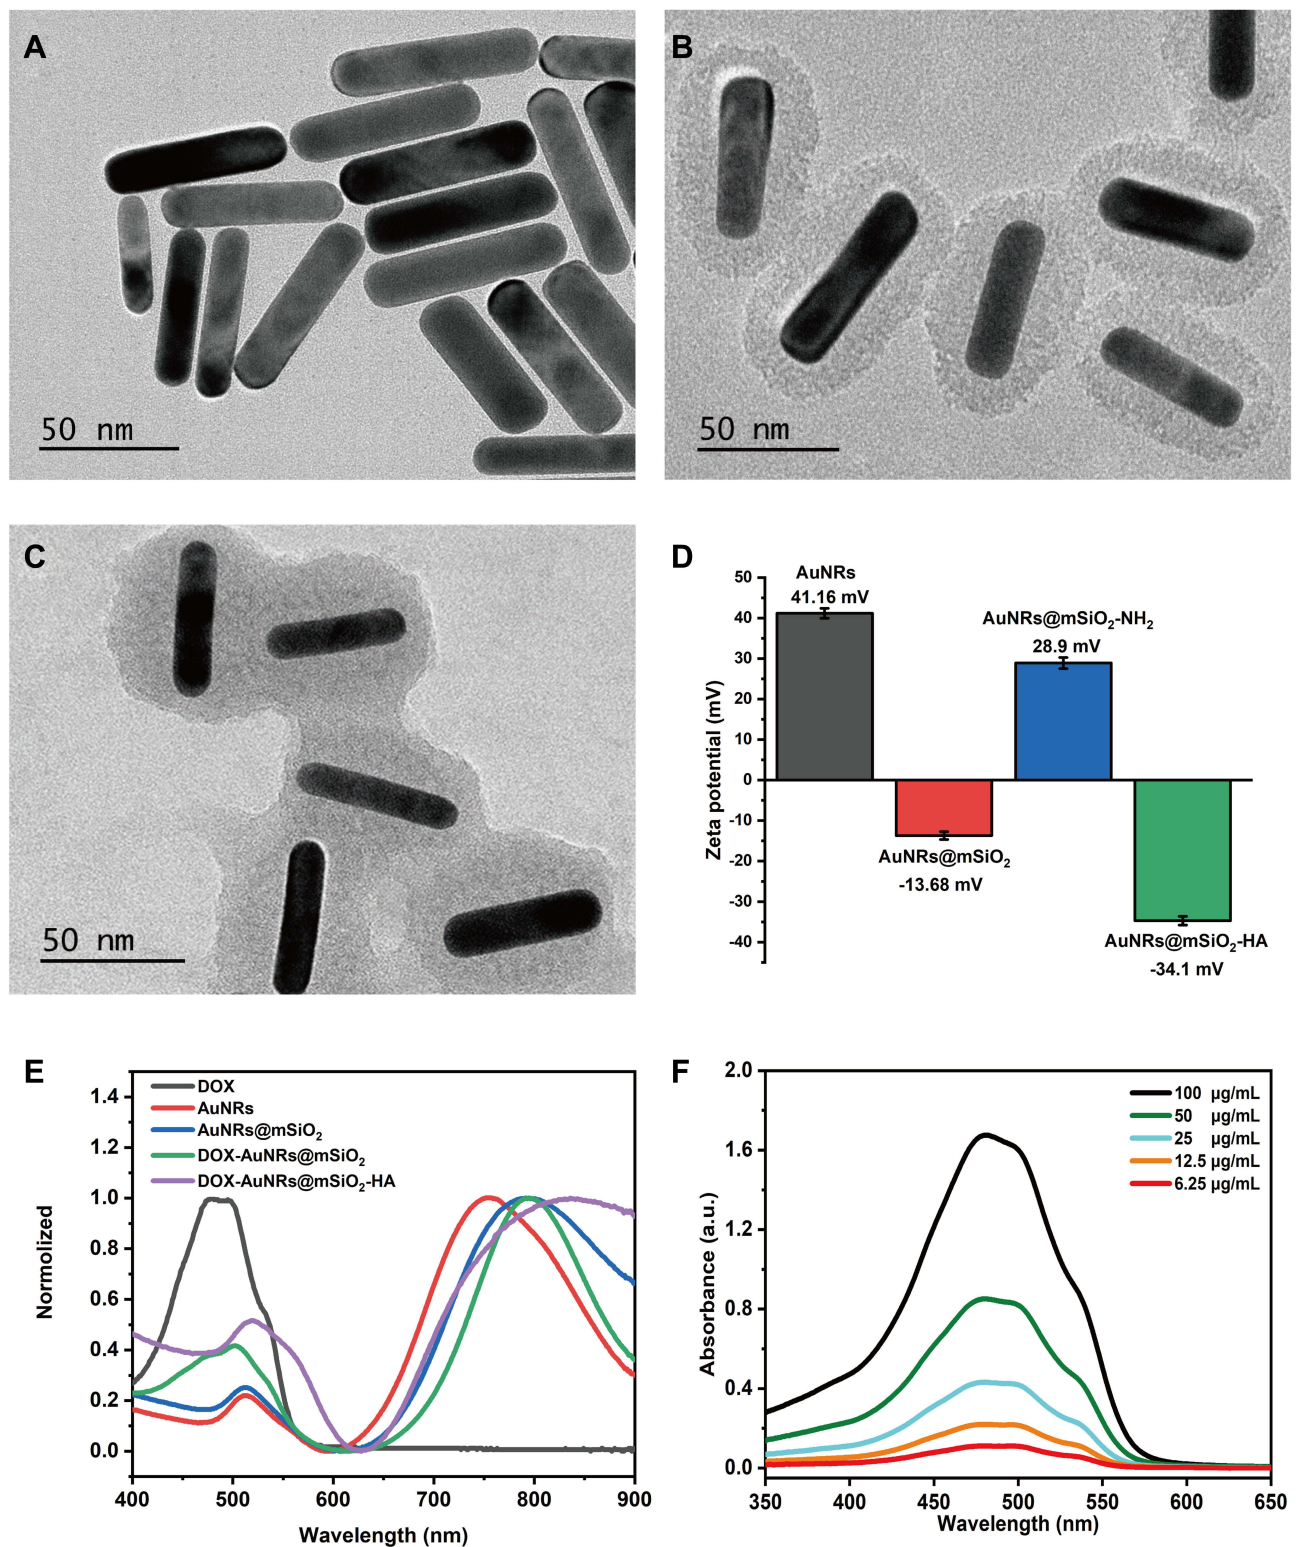 A
50 nm
B
50 nm
C
50 nm
D
50
40
30
20
10
0
-10
-20
-30
-40
Zeta potential (mV)
AuNRs
41.16 mV
AuNRs@mSiO₂
-13.68 mV
AuNRs@mSiO₂-NH₂
28.9 mV
AuNRs@mSiO₂-HA
-34.1 mV
E
DOX
AuNRs
AuNRs@mSiO₂
DOX-AuNRs@mSiO₂
DOX-AuNRs@mSiO₂-HA
1.4
1.2
1.0
0.8
0.6
0.4
0.2
0.0
Normolized
400 500 600 700 800 900
Wavelength (nm)
F
100 µg/mL
50 µg/mL
25 µg/mL
12.5 µg/mL
6.25 µg/mL
2.0
1.6
1.2
0.8
0.4
0.0
Absorbance (a.u.)
350 400 450 500 550 600 650
Wavelength (nm)